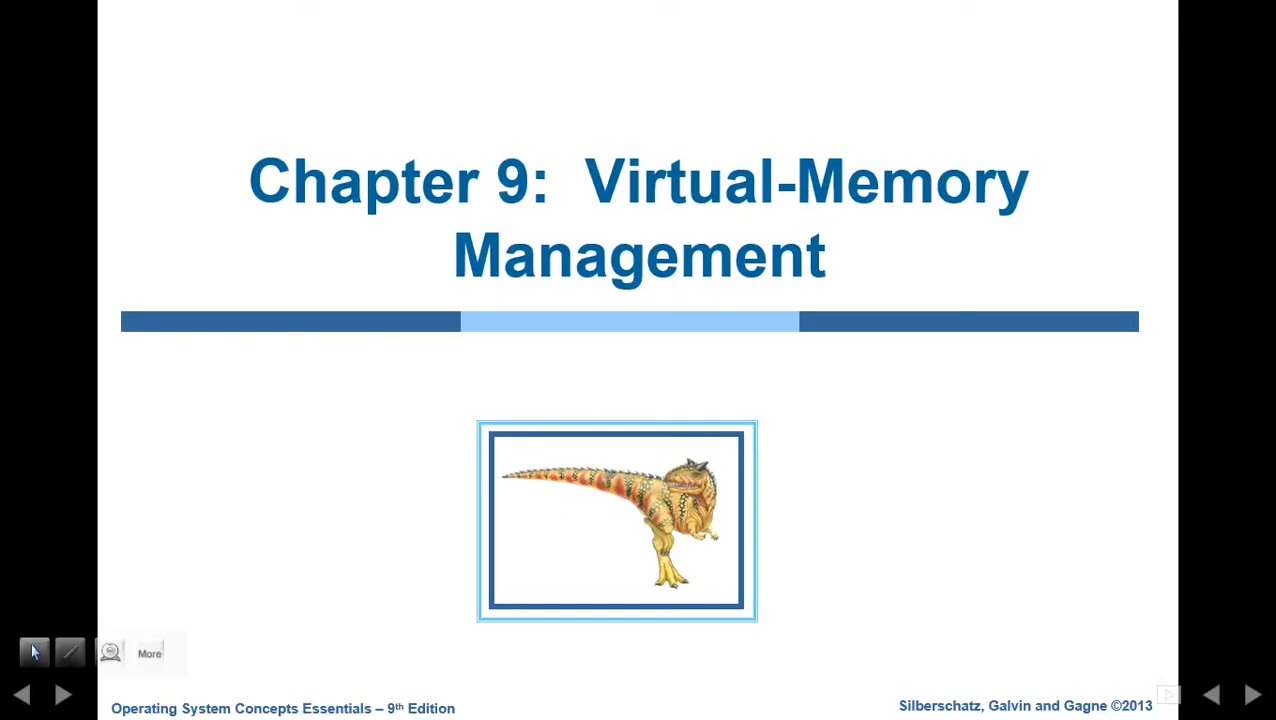 Chapter 9: Virtual-Memory
Management
More
Operating System Concepts Essentials – 9th Edition
Silberschatz, Galvin and Gagne ©2013